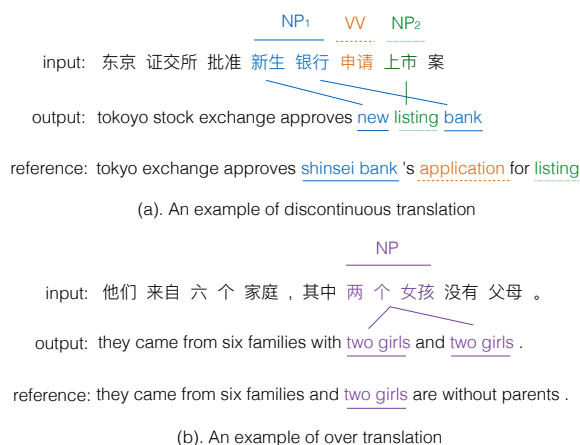 NP₁ VV NP₂
input: 东京 证交所 批准 新生 银行 申请 上市 案
output: tokoyo stock exchange approves new listing bank
reference: tokyo exchange approves shinsei bank 's application for listing
(a). An example of discontinuous translation
NP
input: 他们 来自 六 个 家庭 , 其中 两 个 女孩 没有 父母 。
output: they came from six families with two girls and two girls .
reference: they came from six families and two girls are without parents .
(b). An example of over translation